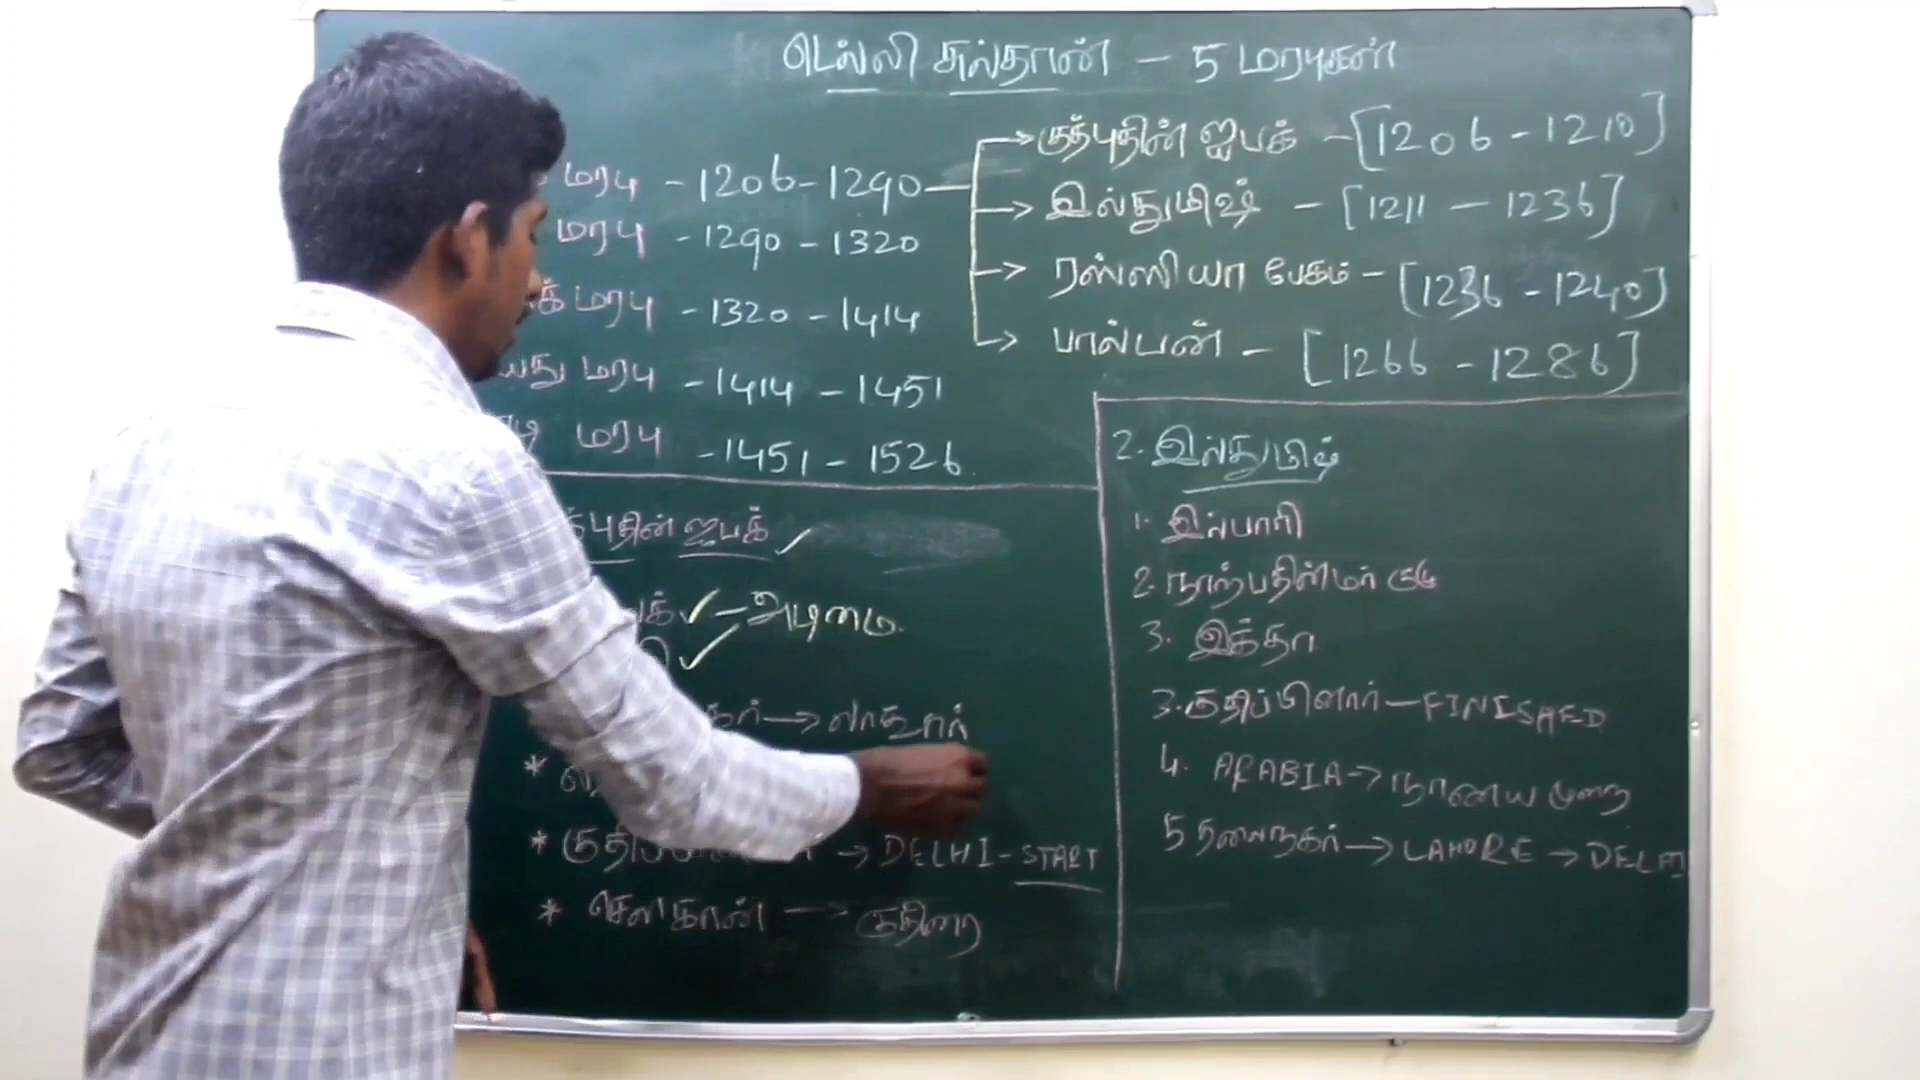 டெல்லி சுல்தான் - 5 மரபுகள்
மரபு - 1206 - 1290
மரபு - 1290 - 1320
க் மரபு - 1320 - 1414
யது மரபு - 1414 - 1451
டி மரபு - 1451 - 1526.
குத்புதின் ஐபக் - [1206 - 1210]
இல்துமிஷ் - [1211 - 1236]
ரஸ்ஸியா பேகம் - [1236 - 1240]
பால்பன் - [1266 - 1286]
புதின் ஐபக் ✓
க் ✓ - அடிமை.
✓
கர் → லாகூர்
*
* குதிப் → DELHI - START
* சௌகான் → குதிரை
2. இல்துமிஷ்
1. இல்பாரி
2. நாற்பதின்மர் குழு
3. இக்தா
3. குதிப்மினார் - FINISHED
4. ARABIA → நாணய முறை
5 தலைநகர் → LAHORE → DELHI